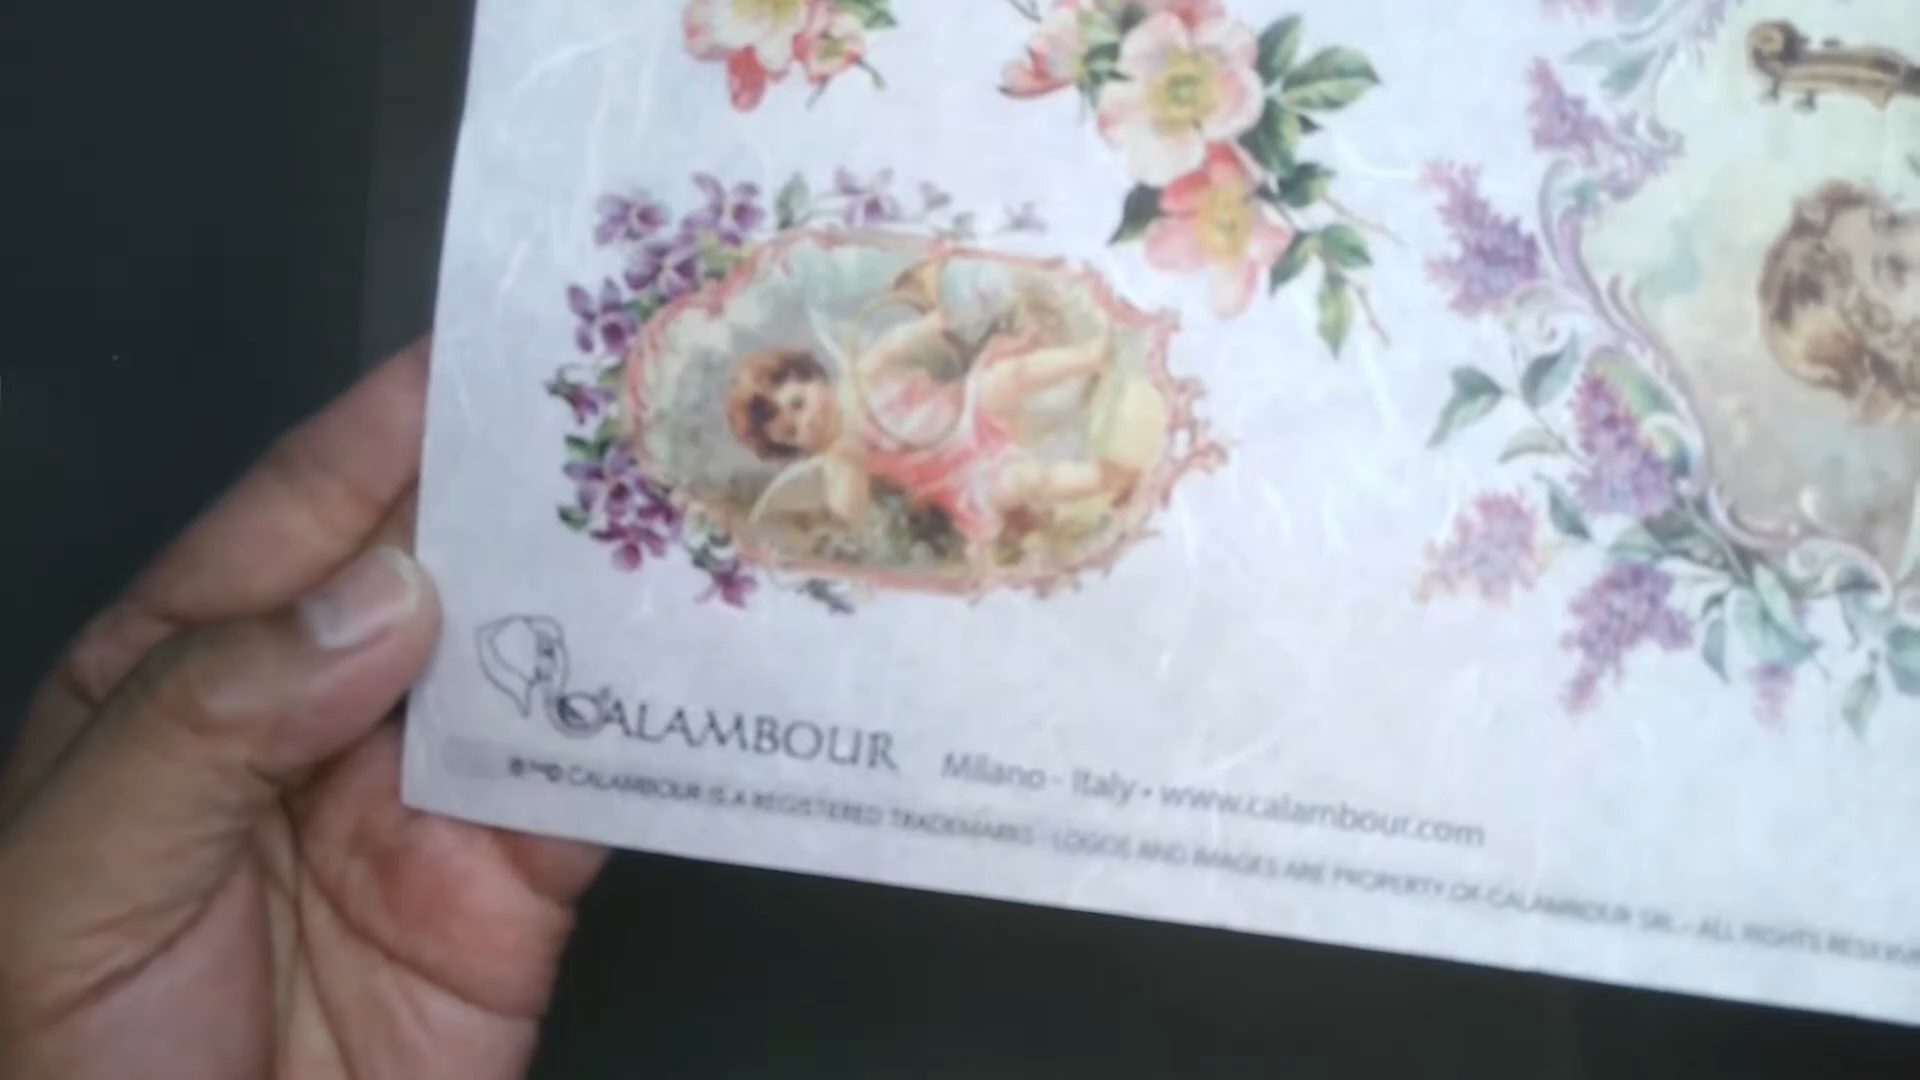 CALAMBOUR Milano - Italy • www.calambour.com
CALAMBOUR IS A REGISTERED TRADEMARKS - LOGOS AND IMAGES ARE PROPERTY OF CALAMBOUR SRL - ALL RIGHTS